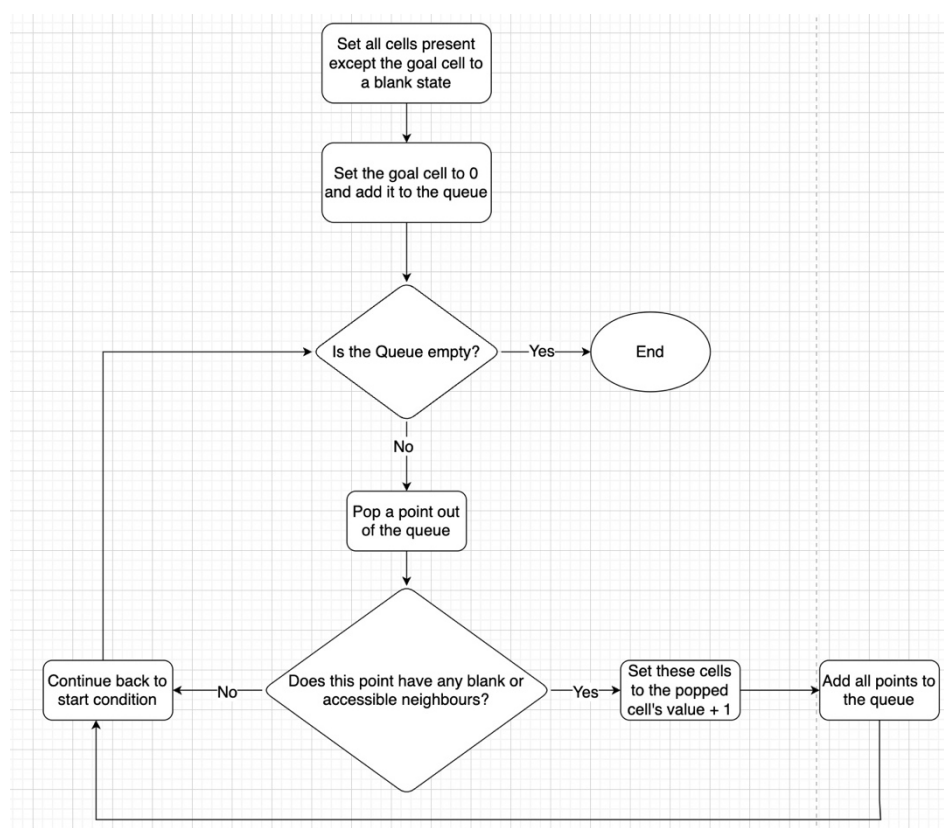 Set all cells present
except the goal cell to
a blank state
Set the goal cell to 0
and add it to the queue
Is the Queue empty?
Yes
End
No
Pop a point out
of the queue
Does this point have any blank or
accessible neighbours?
No
Continue back to
start condition
Yes
Set these cells
to the popped
cell's value + 1
Add all points to
the queue